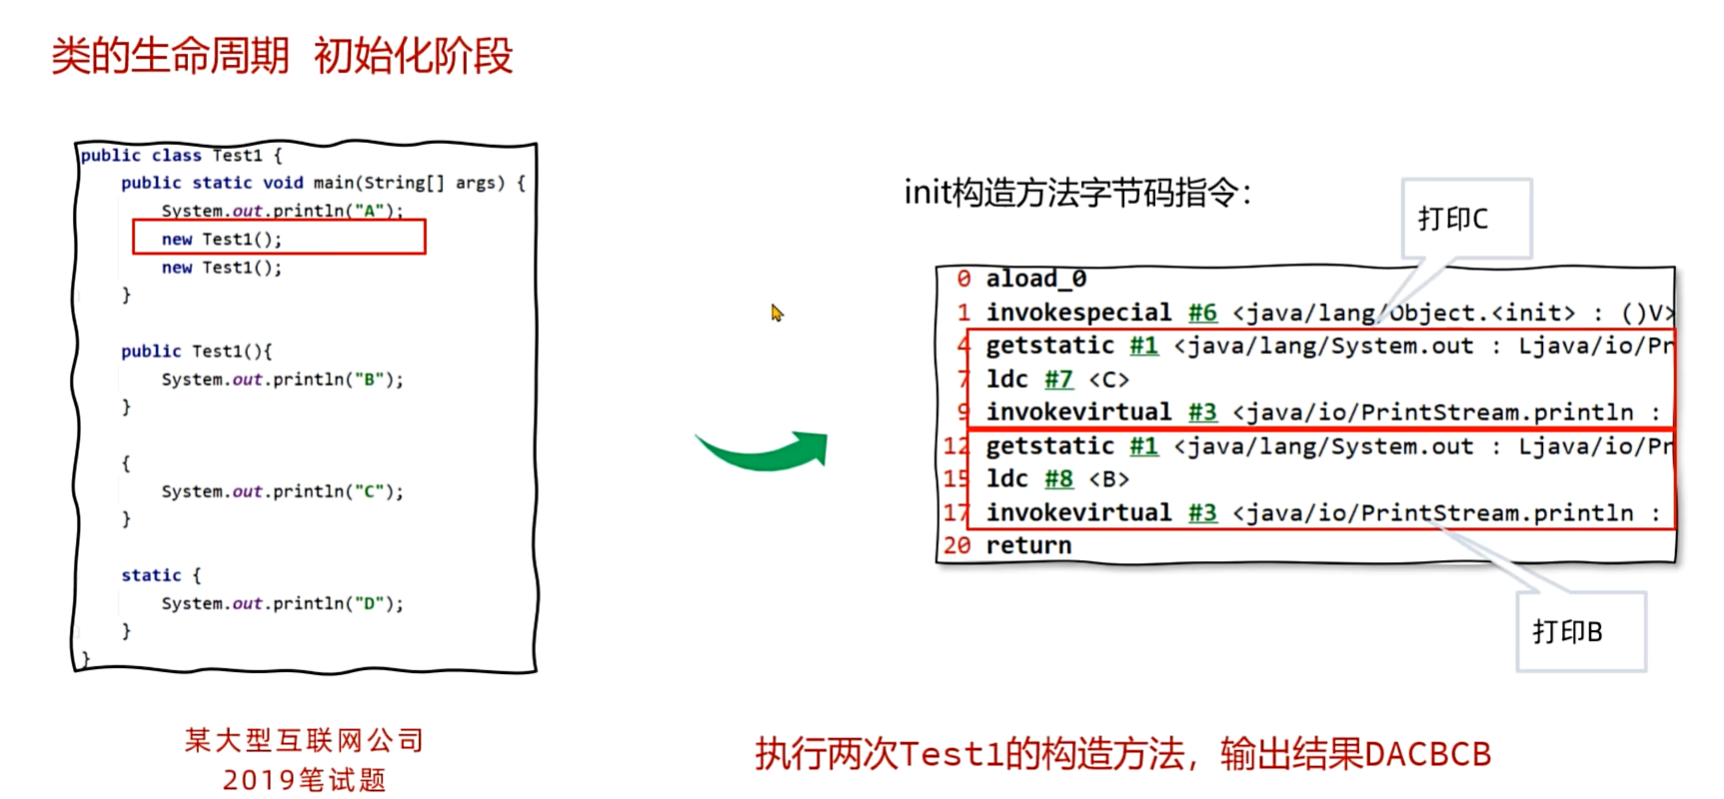 类的生命周期 初始化阶段
public class Test1 {
public static void main(String[] args) {
System.out.println("A");
new Test1();
new Test1();
}
public Test1(){
System.out.println("B");
}
{
System.out.println("C");
}
static {
System.out.println("D");
}
}
某大型互联网公司
2019笔试题
init构造方法字节码指令：
打印C
0 aload_0
1 invokespecial #6 <java/lang/Object.<init> : ()V>
4 getstatic #1 <java/lang/System.out : Ljava/io/Pr
7 ldc #7 <C>
9 invokevirtual #3 <java/io/PrintStream.println :
12 getstatic #1 <java/lang/System.out : Ljava/io/Pr
15 ldc #8 <B>
17 invokevirtual #3 <java/io/PrintStream.println :
20 return
打印B
执行两次Test1的构造方法，输出结果DACBCB